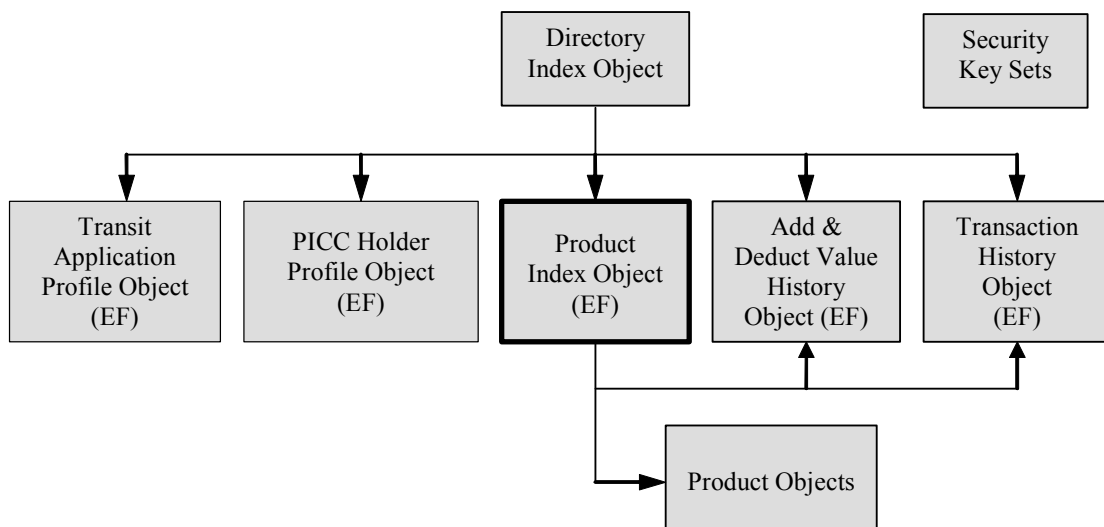 Directory
Index Object
Security
Key Sets
Transit
Application
Profile Object
(EF)
PICC Holder
Profile Object
(EF)
Product
Index Object
(EF)
Add &
Deduct Value
History
Object (EF)
Transaction
History
Object
(EF)
Product Objects